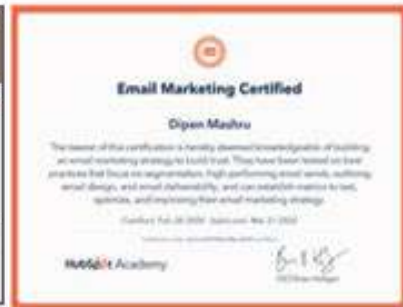 Email Marketing Certified
Dipen Mashru
The bearer of this certification is hereby deemed knowledgeable of building
an email marketing strategy to build trust. They have been tested on best
practices that focus on segmentation, high performing email sends, outlining
email design, and email deliverability, and can establish metrics to test,
optimize, and improving their email marketing strategy.
HubSpot Academy